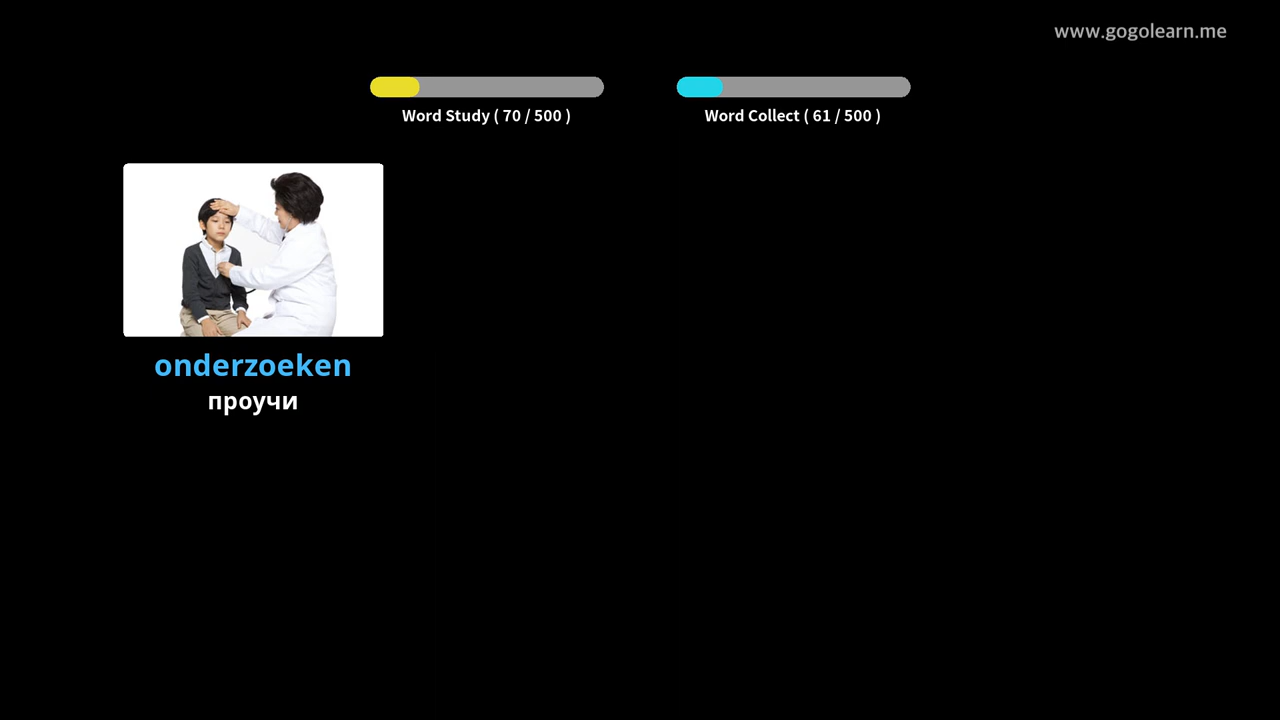 www.gogolearn.me
Word Study ( 70 / 500 )
Word Collect ( 61 / 500 )
onderzoeken
проучи